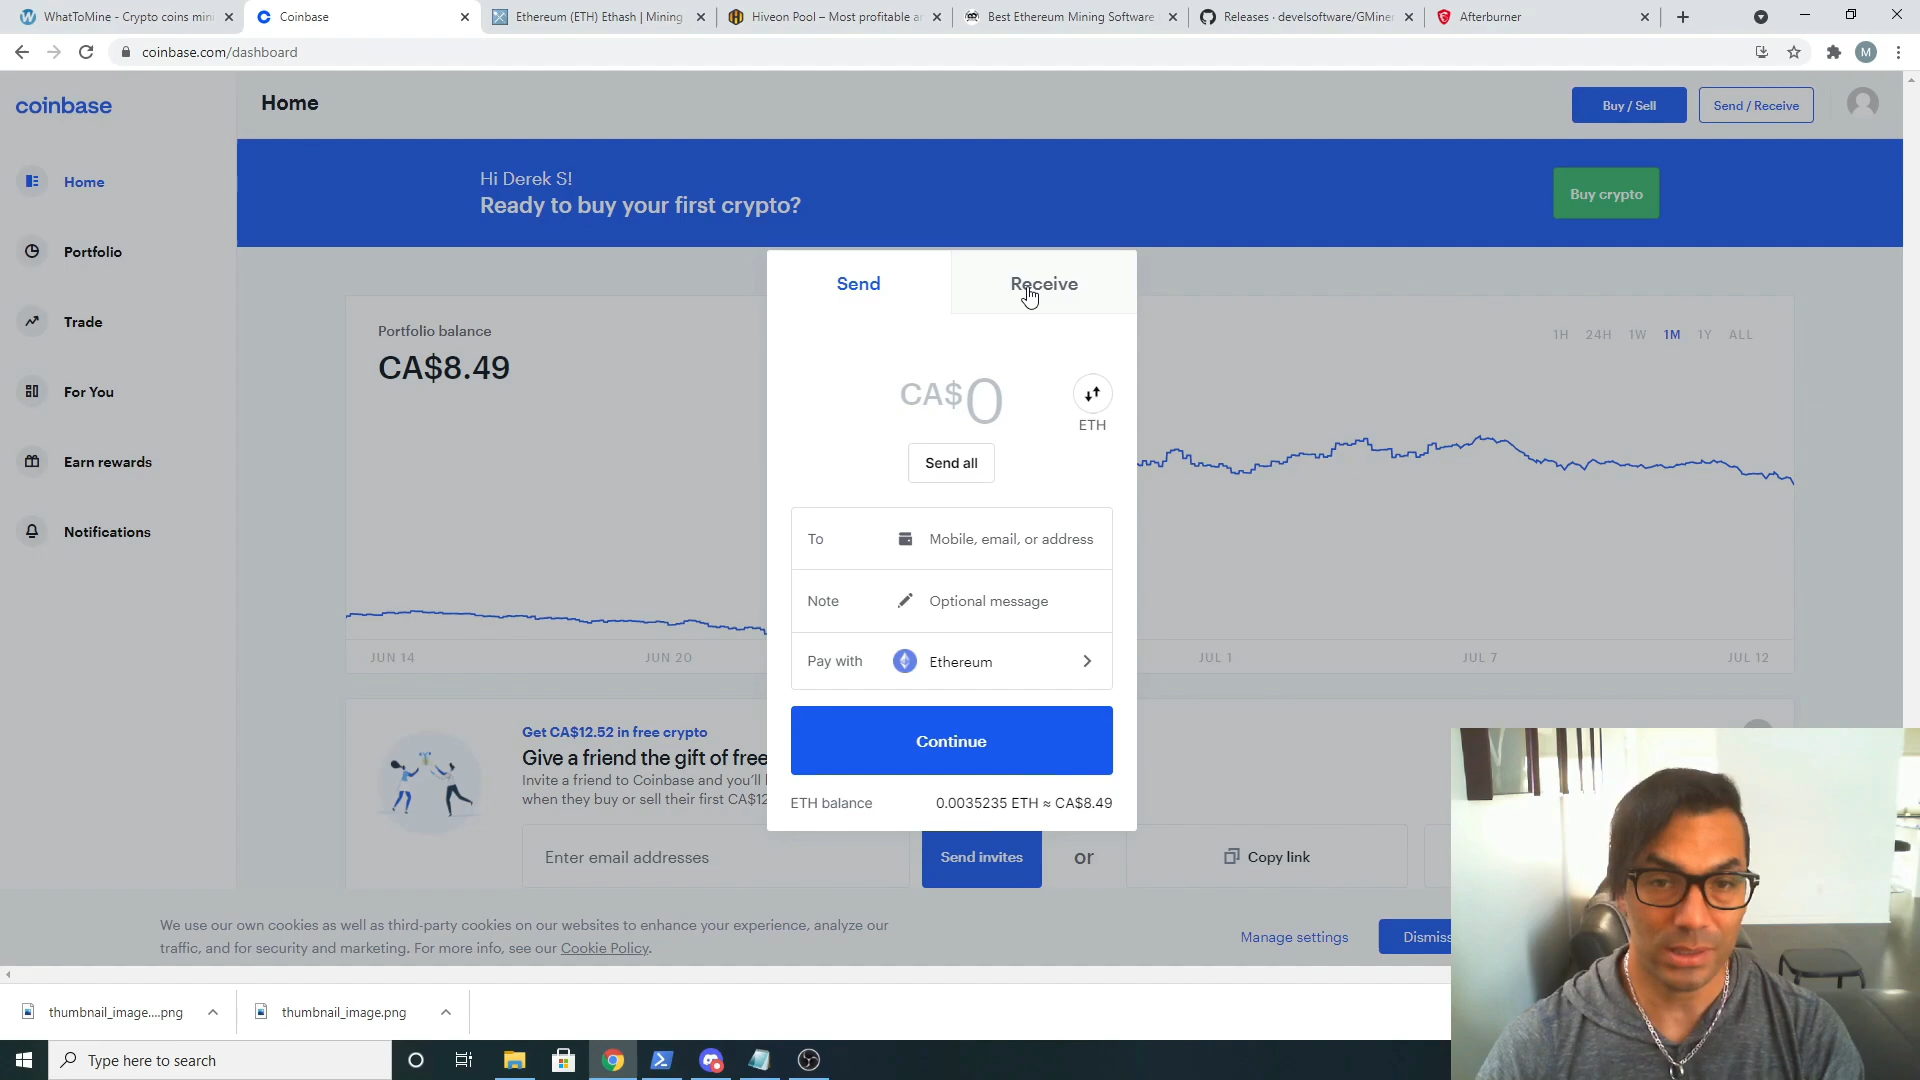 WhatToMine - Crypto coins min
Coinbase
Ethereum (ETH) Ethash | Mining
Hiveon Pool – Most profitable a
Best Ethereum Mining Software
Releases · develsoftware/GMiner
Afterburner
coinbase.com/dashboard
M
coinbase
Home
Buy / Sell
Send / Receive
Home
Portfolio
Trade
For You
Earn rewards
Notifications
Hi Derek S!
Ready to buy your first crypto?
Buy crypto
Portfolio balance
CA$8.49
1H 24H 1W 1M 1Y ALL
JUN 14 JUN 20 JUL 1 JUL 7 JUL 12
Send
Receive
CA$0
ETH
Send all
To Mobile, email, or address
Note Optional message
Pay with Ethereum
Continue
ETH balance 0.0035235 ETH ≈ CA$8.49
Get CA$12.52 in free crypto
Give a friend the gift of free
Invite a friend to Coinbase and you'll
when they buy or sell their first CA$12
Enter email addresses
Send invites
or
Copy link
We use our own cookies as well as third-party cookies on our websites to enhance your experience, analyze our
traffic, and for security and marketing. For more info, see our Cookie Policy.
Manage settings
Dismiss
thumbnail_image....png
thumbnail_image.png
Type here to search